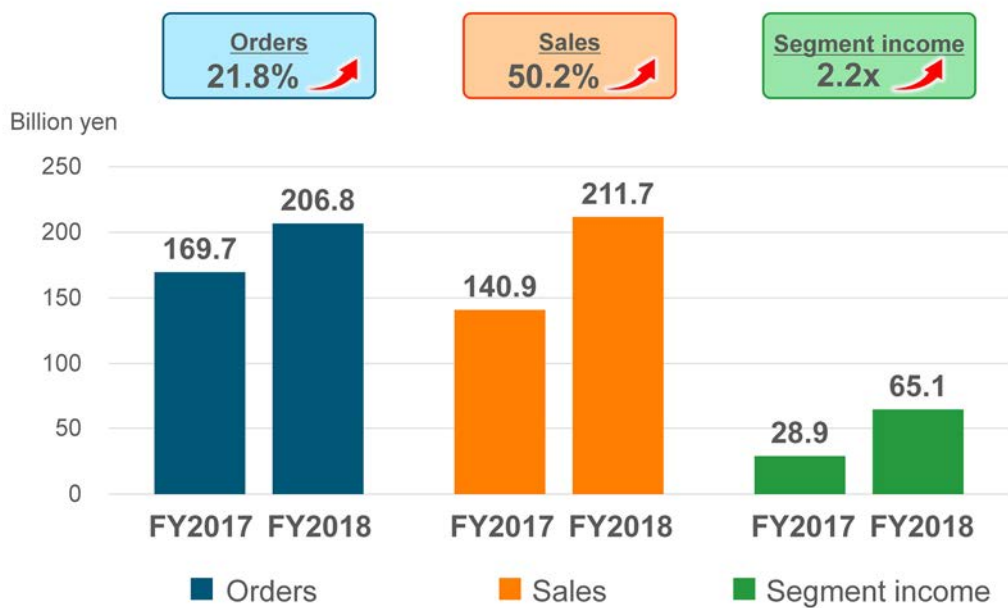 Orders
21.8%
Sales
50.2%
Segment income
2.2x
Billion yen
250
200
150
100
50
0
169.7
206.8
140.9
211.7
28.9
65.1
FY2017 FY2018
FY2017 FY2018
FY2017 FY2018
Orders
Sales
Segment income